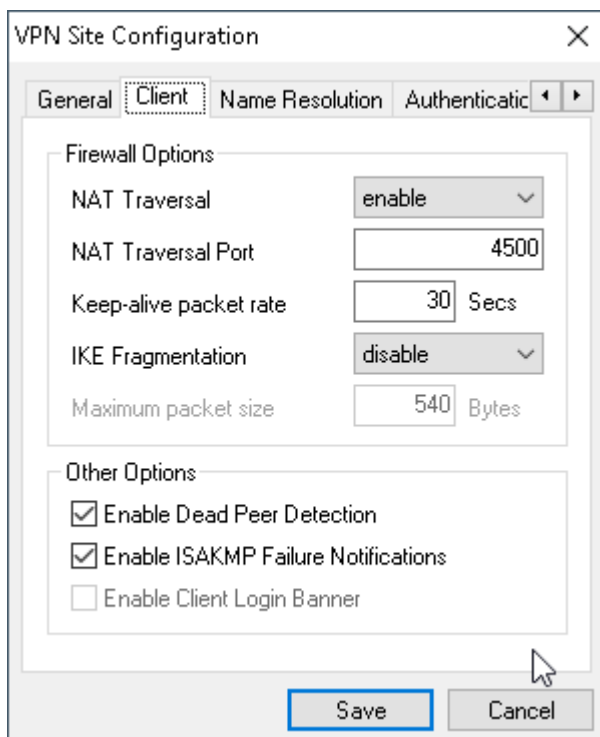 VPN Site Configuration
General Client Name Resolution Authenticatic
Firewall Options
NAT Traversal enable
NAT Traversal Port 4500
Keep-alive packet rate 30 Secs
IKE Fragmentation disable
Maximum packet size 540 Bytes
Other Options
Enable Dead Peer Detection
Enable ISAKMP Failure Notifications
Enable Client Login Banner
Save Cancel